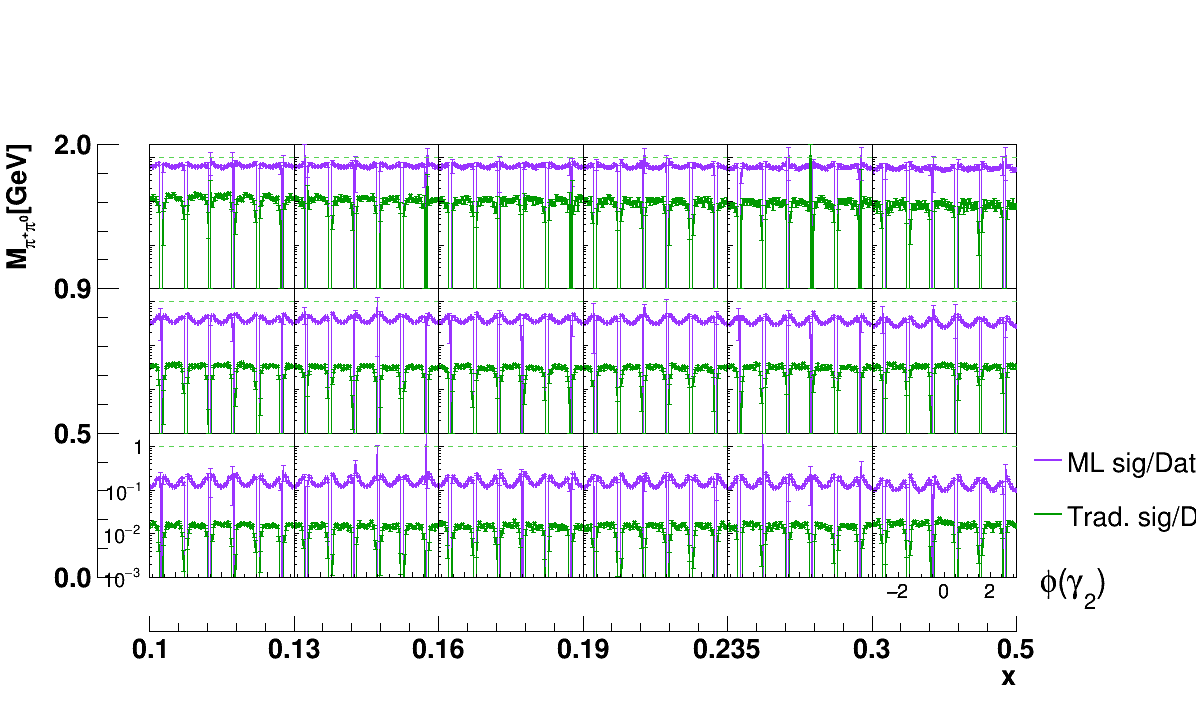 2.0
M π⁺π⁰ [GeV]
0.9
0.5
1
10⁻¹
10⁻²
0.0
10⁻³
ML sig/Dat
Trad. sig/D
−2 0 2
ϕ(γ₂)
0.1 0.13 0.16 0.19 0.235 0.3 0.5
x